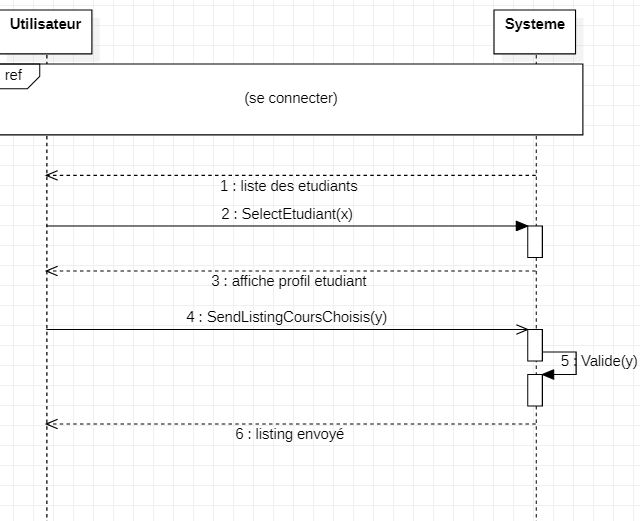 Utilisateur
Systeme
ref
(se connecter)
1 : liste des etudiants
2 : SelectEtudiant(x)
3 : affiche profil etudiant
4 : SendListingCoursChoisis(y)
5 : Valide(y)
6 : listing envoyé